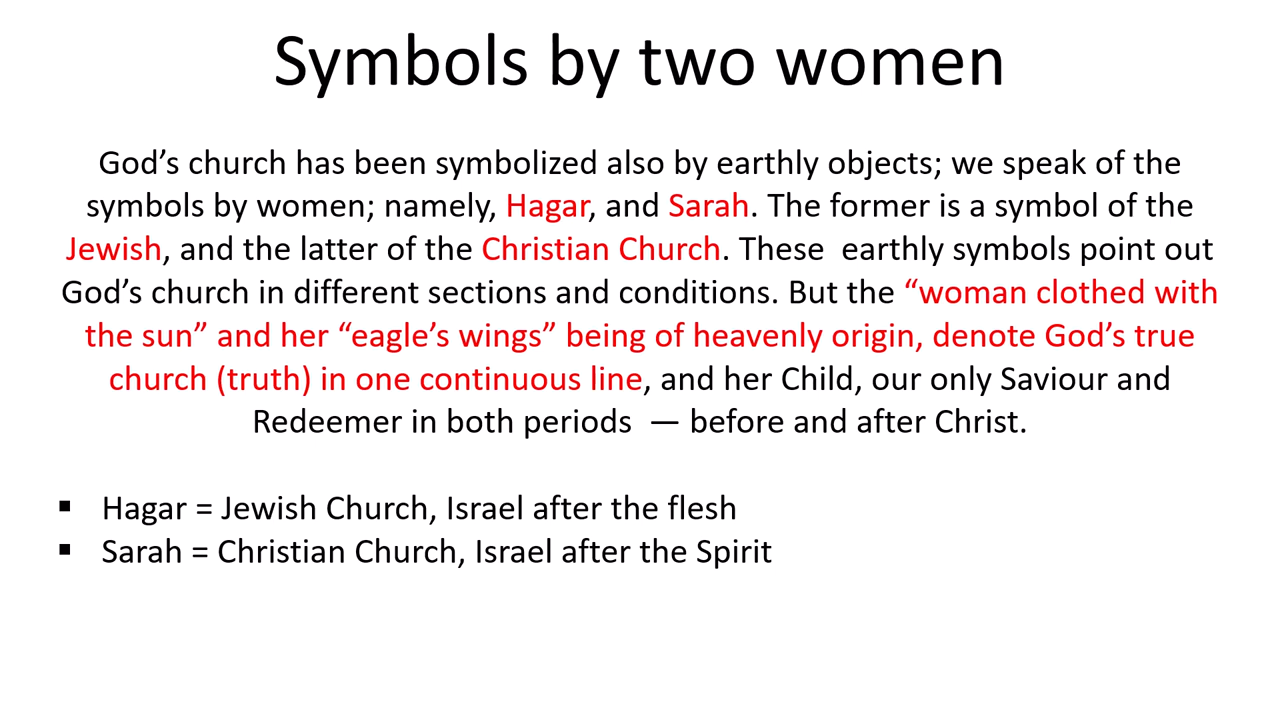 Symbols by two women
God’s church has been symbolized also by earthly objects; we speak of the
symbols by women; namely, Hagar, and Sarah. The former is a symbol of the
Jewish, and the latter of the Christian Church. These  earthly symbols point out
God’s church in different sections and conditions. But the “woman clothed with
the sun” and her “eagle’s wings” being of heavenly origin, denote God’s true
church (truth) in one continuous line, and her Child, our only Saviour and
Redeemer in both periods  — before and after Christ.
▪ Hagar = Jewish Church, Israel after the flesh
▪ Sarah = Christian Church, Israel after the Spirit